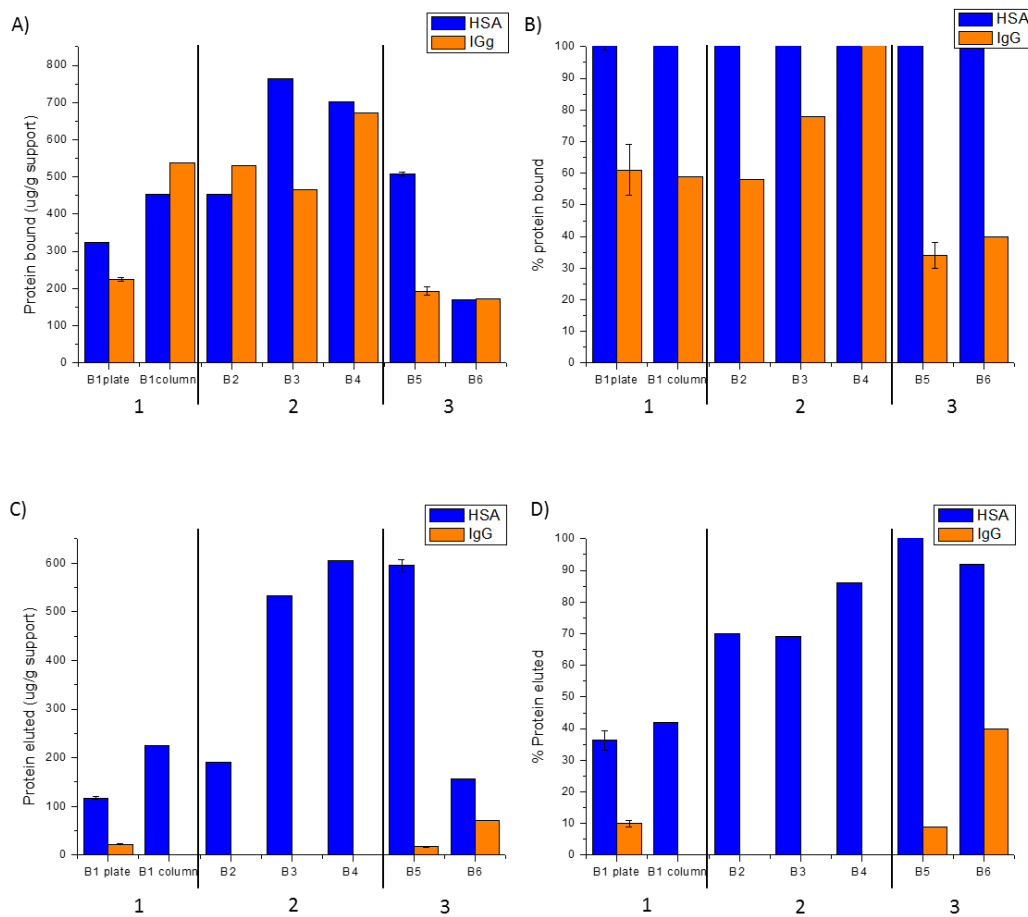 A)
HSA
IGg
Protein bound (ug/g support)
800
700
600
500
400
300
200
100
0
B1plate B1column B2 B3 B4 B5 B6
1 2 3
B)
HSA
IgG
% protein bound
100
90
80
70
60
50
40
30
20
10
0
B1plate B1 column B2 B3 B4 B5 B6
1 2 3
C)
HSA
IgG
Protein eluted (ug/g support)
600
500
400
300
200
100
0
B1 plate B1 column B2 B3 B4 B5 B6
1 2 3
D)
HSA
IgG
% Protein eluted
100
90
80
70
60
50
40
30
20
10
0
B1 plate B1 column B2 B3 B4 B5 B6
1 2 3